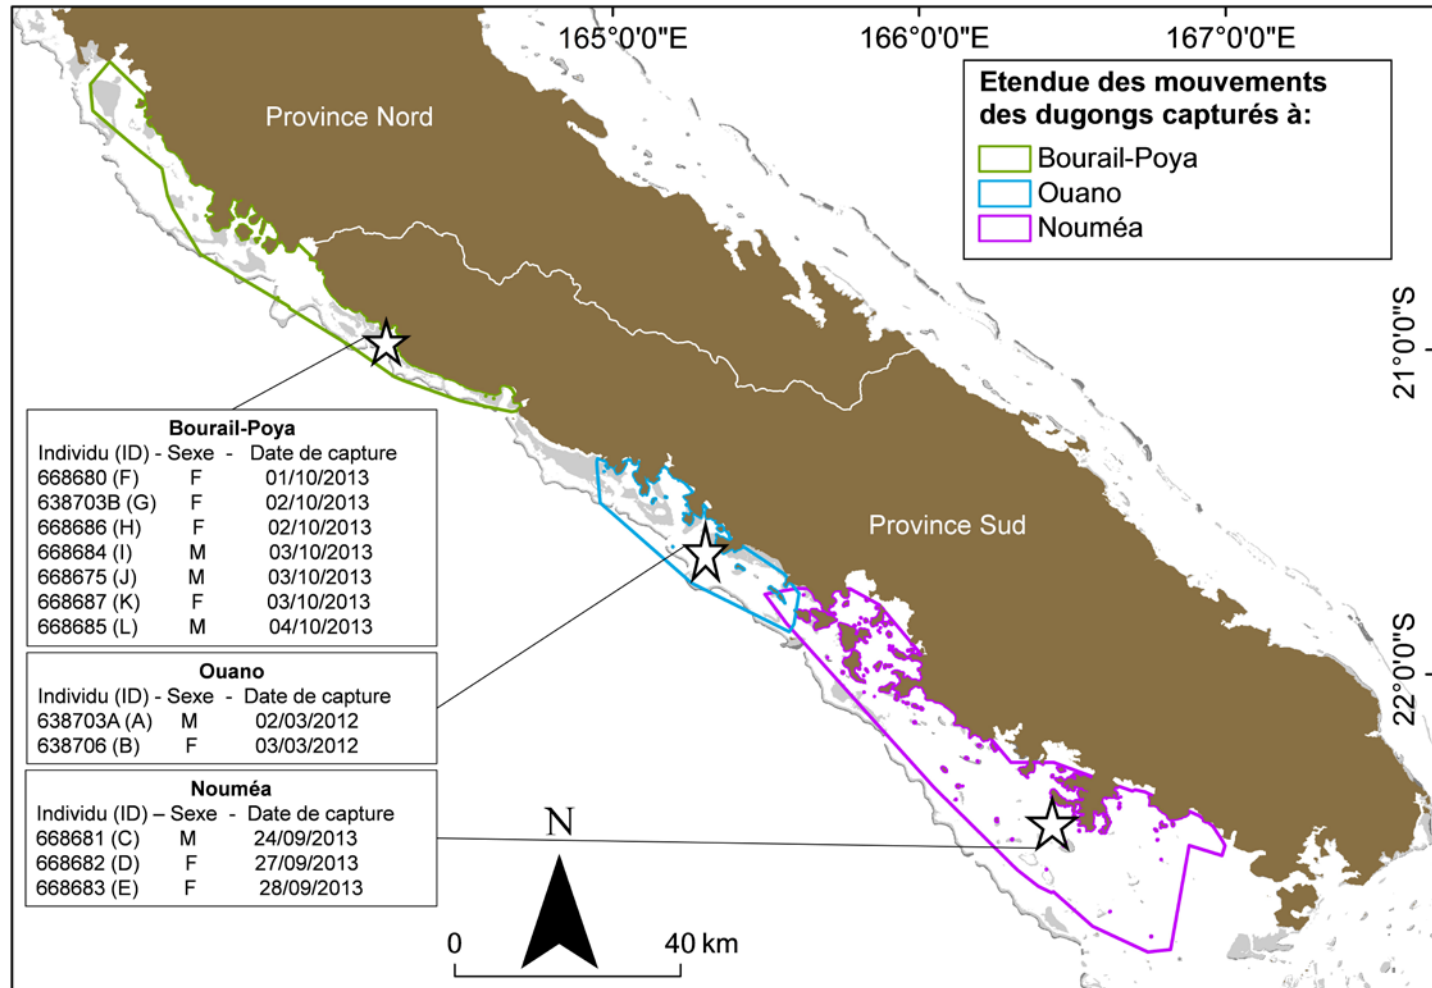 165°0'0"E
166°0'0"E
167°0'0"E
Etendue des mouvements
des dugongs capturés à:
Bourail-Poya
Ouano
Nouméa
Province Nord
21°0'0"S
Bourail-Poya
Individu (ID) - Sexe - Date de capture
668680 (F) F 01/10/2013
638703B (G) F 02/10/2013
668686 (H) F 02/10/2013
668684 (I) M 03/10/2013
668675 (J) M 03/10/2013
668687 (K) F 03/10/2013
668685 (L) M 04/10/2013
Province Sud
Ouano
Individu (ID) - Sexe - Date de capture
638703A (A) M 02/03/2012
638706 (B) F 03/03/2012
22°0'0"S
Nouméa
Individu (ID) – Sexe - Date de capture
668681 (C) M 24/09/2013
668682 (D) F 27/09/2013
668683 (E) F 28/09/2013
N
0 40 km